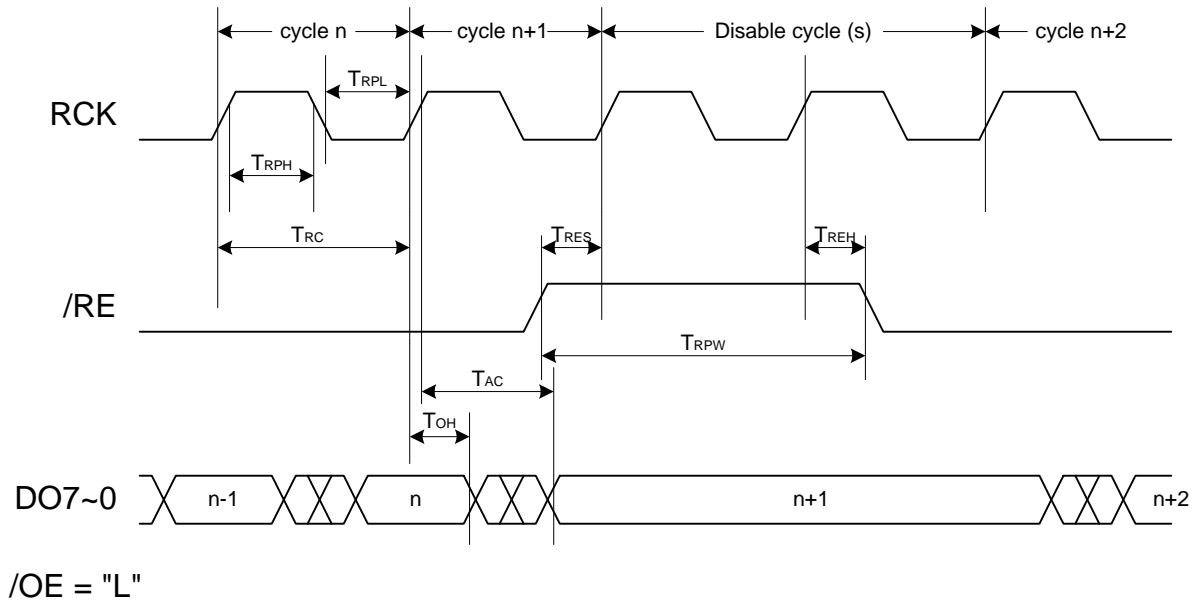 cycle n
cycle n+1
Disable cycle (s)
cycle n+2
TRPL
RCK
TRPH
TRC
TRES
TREH
/RE
TRPW
TAC
TOH
DO7~0
n-1
n
n+1
n+2
/OE = "L"